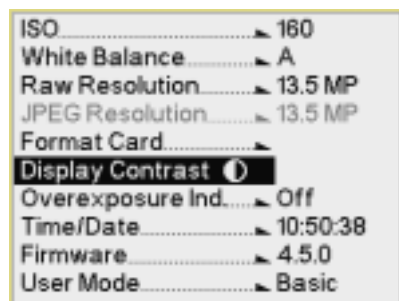 ISO............ 160
White Balance............ A
Raw Resolution........ 13.5 MP
JPEG Resolution....... 13.5 MP
Format Card................
Display Contrast
Overexposure Ind..... Off
Time/Date................ 10:50:38
Firmware................ 4.5.0
User Mode................ Basic